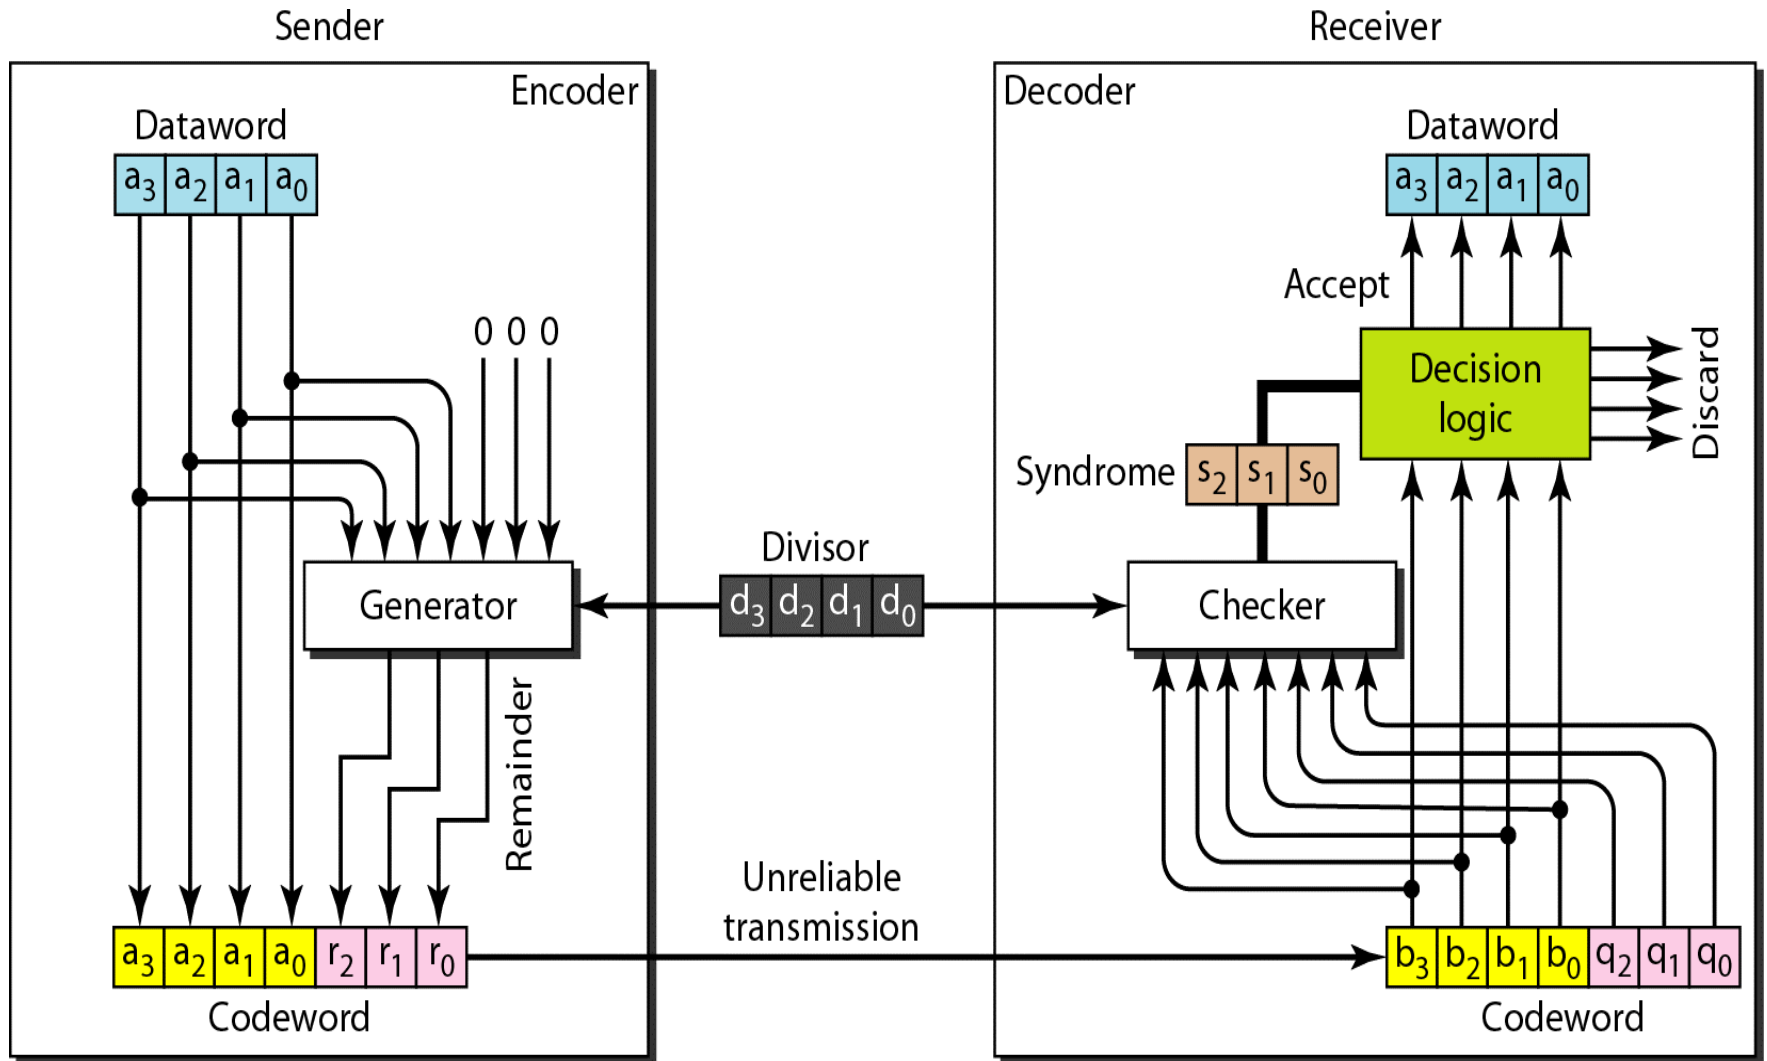 Sender
Encoder
Dataword
a3 a2 a1 a0
0 0 0
Generator
Remainder
a3 a2 a1 a0 r2 r1 r0
Codeword
Divisor
d3 d2 d1 d0
Unreliable
transmission
Receiver
Decoder
Dataword
a3 a2 a1 a0
Accept
Decision
logic
Discard
Syndrome
s2 s1 s0
Checker
b3 b2 b1 b0 q2 q1 q0
Codeword